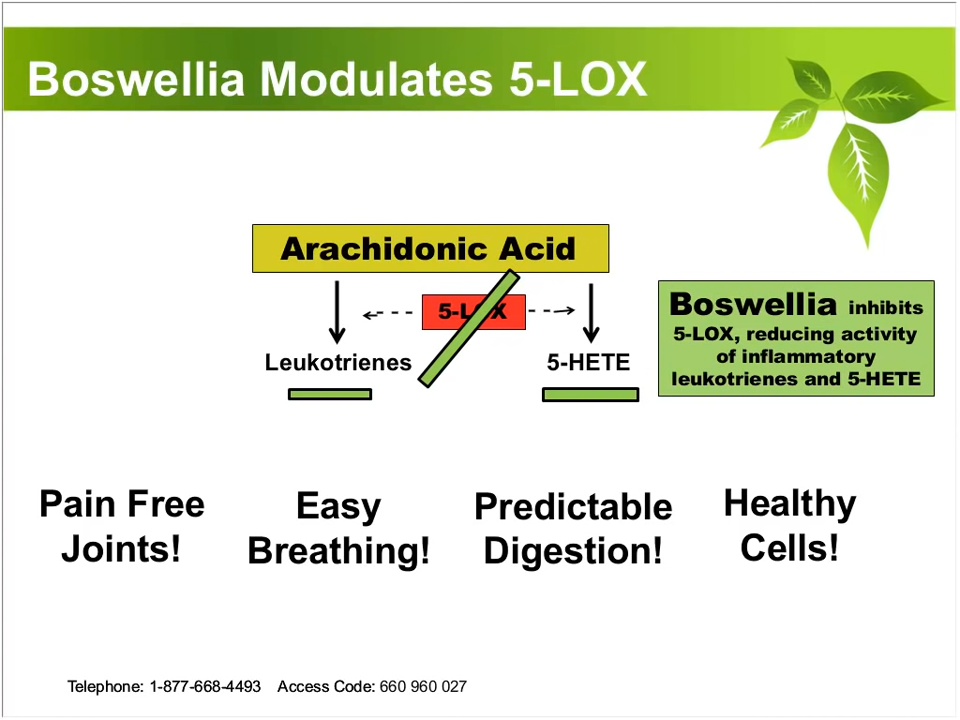 Boswellia Modulates 5-LOX
Arachidonic Acid
5-LOX
Leukotrienes
5-HETE
Boswellia inhibits
5-LOX, reducing activity
of inflammatory
leukotrienes and 5-HETE
Pain Free
Joints!
Easy
Breathing!
Predictable
Digestion!
Healthy
Cells!
Telephone: 1-877-668-4493 Access Code: 660 960 027